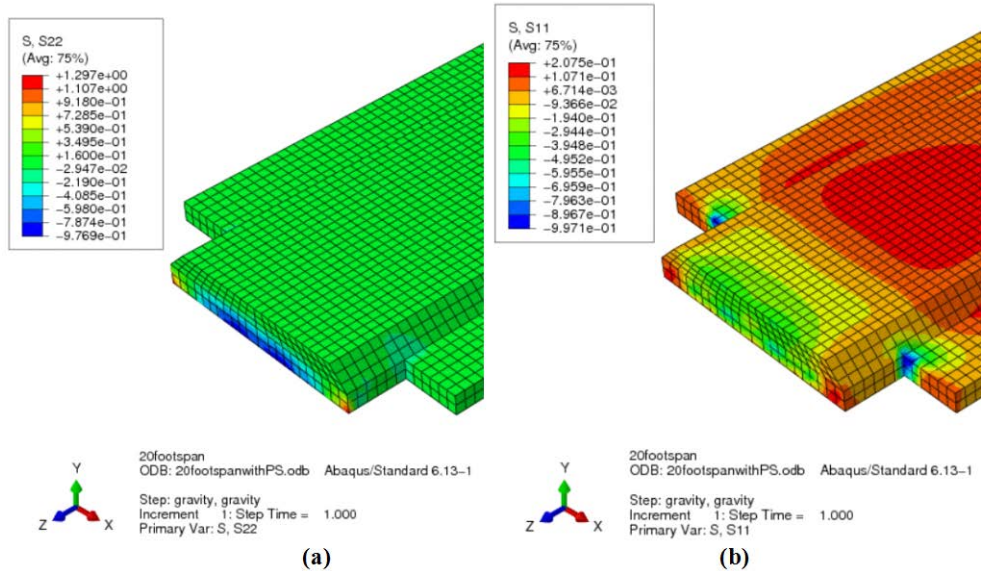 S, S22
(Avg: 75%)
+1.297e+00
+1.107e+00
+9.180e−01
+7.285e−01
+5.390e−01
+3.495e−01
+1.600e−01
−2.947e−02
−2.190e−01
−4.085e−01
−5.980e−01
−7.874e−01
−9.769e−01
20footspan
ODB: 20footspanwithPS.odb Abaqus/Standard 6.13−1
Step: gravity, gravity
Increment 1: Step Time = 1.000
Primary Var: S, S22
Y
Z X
(a)
S, S11
(Avg: 75%)
+2.075e−01
+1.071e−01
+6.714e−03
−9.366e−02
−1.940e−01
−2.944e−01
−3.948e−01
−4.952e−01
−5.955e−01
−6.959e−01
−7.963e−01
−8.967e−01
−9.971e−01
20footspan
ODB: 20footspanwithPS.odb Abaqus/Standard 6.13−1
Step: gravity, gravity
Increment 1: Step Time = 1.000
Primary Var: S, S11
Y
Z X
(b)